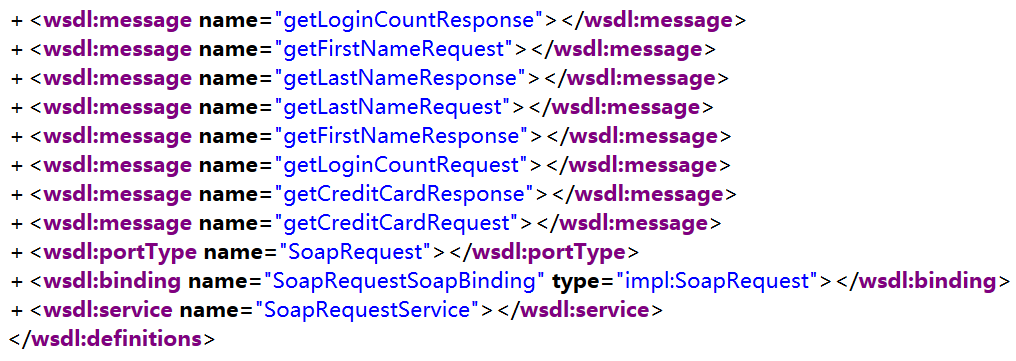 + <wsdl:message name="getLoginCountResponse"></wsdl:message>
+ <wsdl:message name="getFirstNameRequest"></wsdl:message>
+ <wsdl:message name="getLastNameResponse"></wsdl:message>
+ <wsdl:message name="getLastNameRequest"></wsdl:message>
+ <wsdl:message name="getFirstNameResponse"></wsdl:message>
+ <wsdl:message name="getLoginCountRequest"></wsdl:message>
+ <wsdl:message name="getCreditCardResponse"></wsdl:message>
+ <wsdl:message name="getCreditCardRequest"></wsdl:message>
+ <wsdl:portType name="SoapRequest"></wsdl:portType>
+ <wsdl:binding name="SoapRequestSoapBinding" type="impl:SoapRequest"></wsdl:binding>
+ <wsdl:service name="SoapRequestService"></wsdl:service>
</wsdl:definitions>